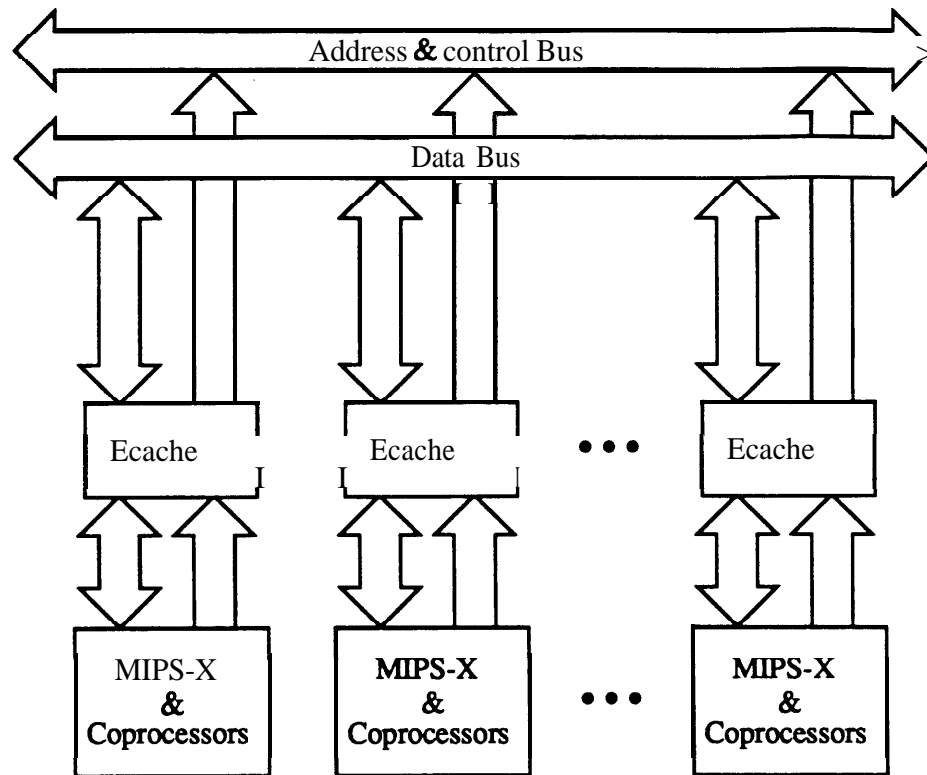 Address & control Bus
Data Bus
Ecache
Ecache
• • •
Ecache
MIPS-X
&
Coprocessors
MIPS-X
&
Coprocessors
• • •
MIPS-X
&
Coprocessors